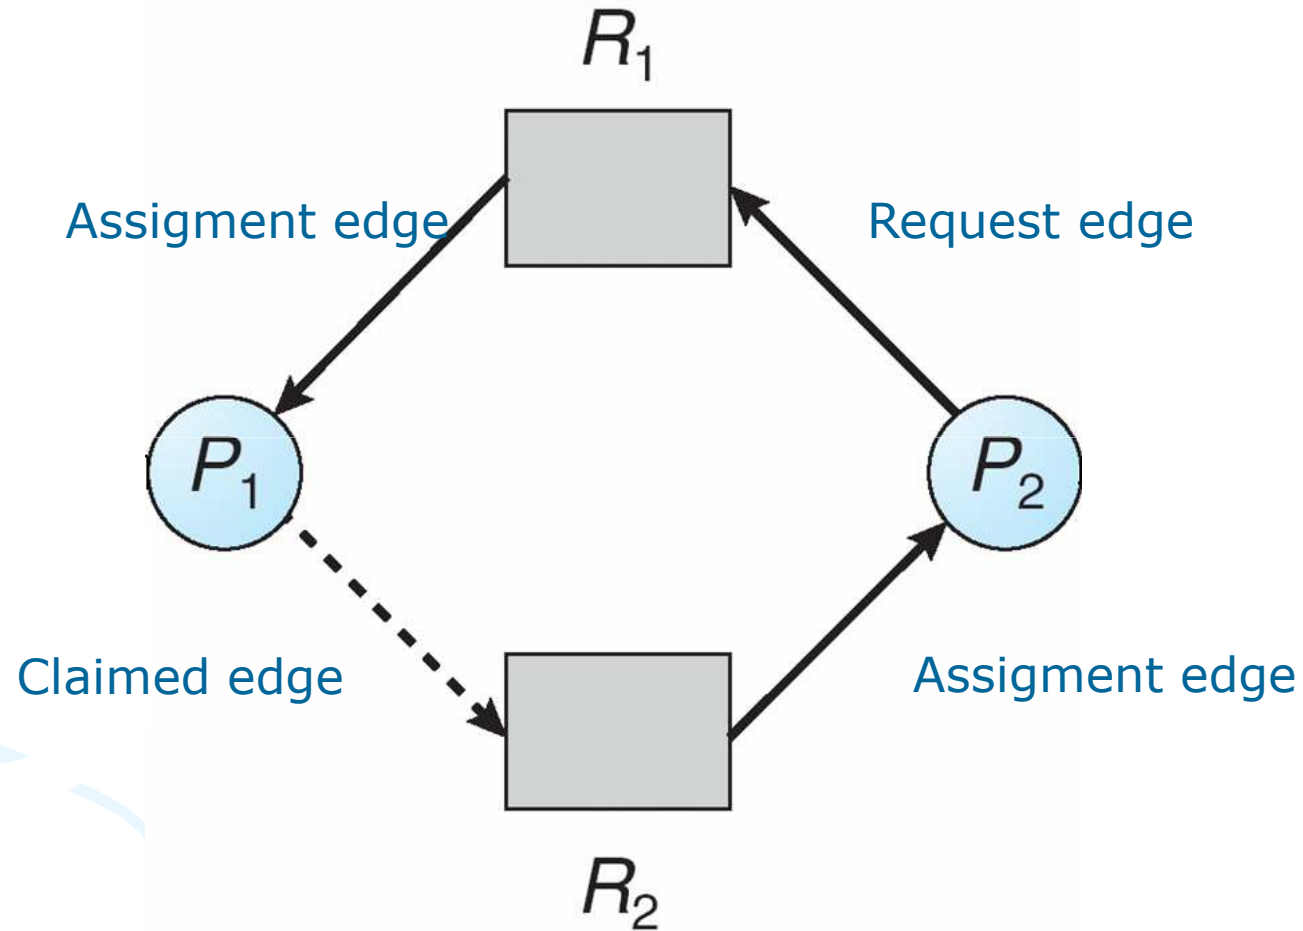 R1
Assigment edge
Request edge
P1
P2
Claimed edge
Assigment edge
R2